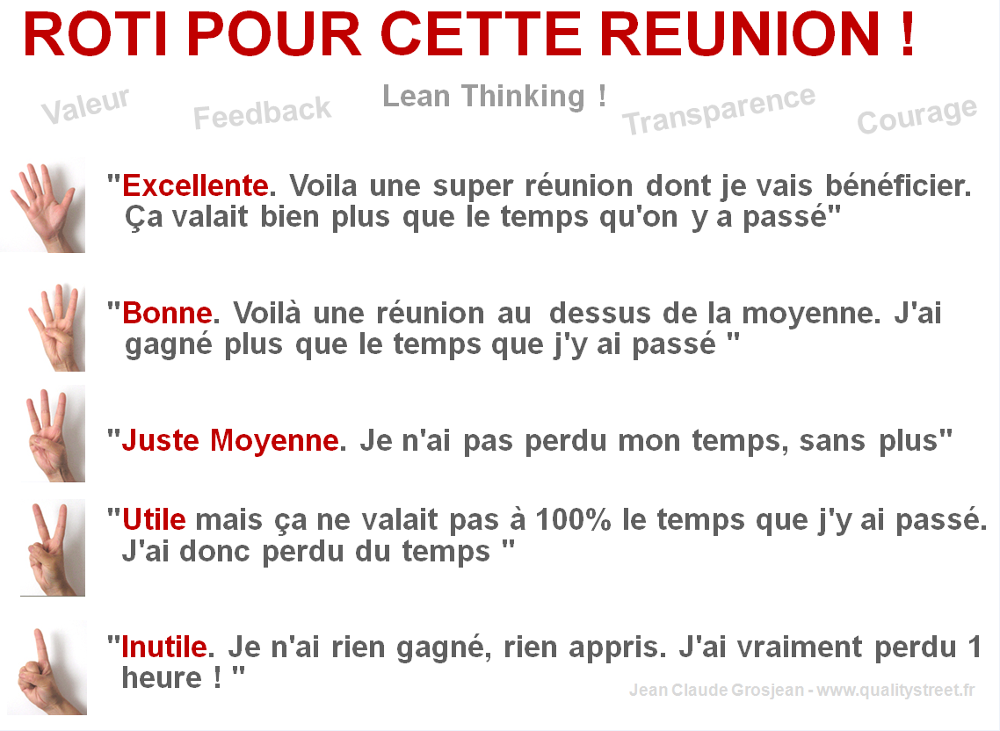 ROTI POUR CETTE REUNION !
Lean Thinking !
Valeur
Feedback
Transparence
Courage
"Excellente. Voila une super réunion dont je vais bénéficier.
Ça valait bien plus que le temps qu'on y a passé"
"Bonne. Voilà une réunion au dessus de la moyenne. J'ai
gagné plus que le temps que j'y ai passé "
"Juste Moyenne. Je n'ai pas perdu mon temps, sans plus"
"Utile mais ça ne valait pas à 100% le temps que j'y ai passé.
J'ai donc perdu du temps "
"Inutile. Je n'ai rien gagné, rien appris. J'ai vraiment perdu 1
heure ! "
Jean Claude Grosjean - www.qualitystreet.fr